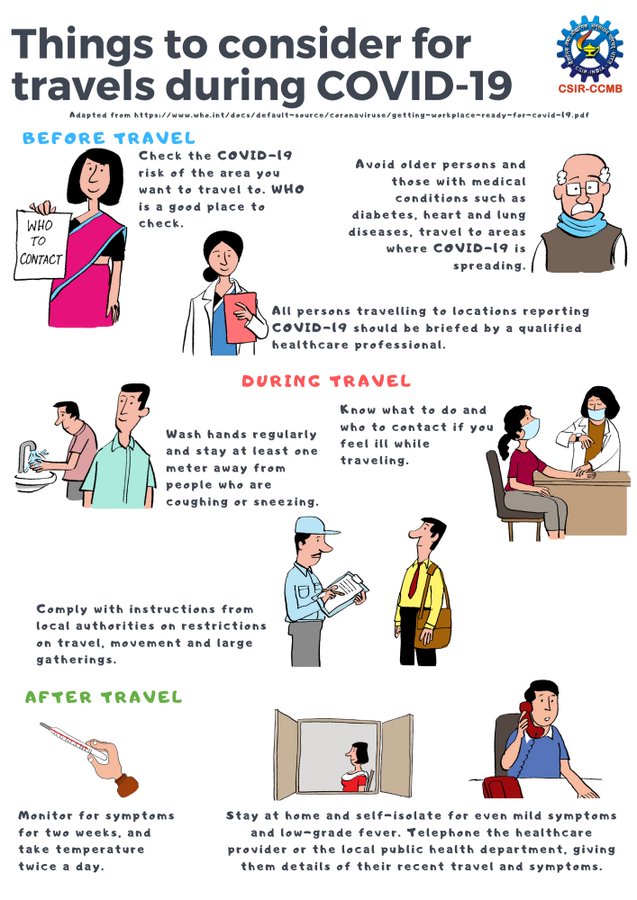 Things to consider for
travels during COVID-19
CSIR-INDIA
CSIR-CCMB
Adapted from https://www.who.int/docs/default-source/coronaviruse/getting-workplace-ready-for-covid-19.pdf
BEFORE TRAVEL
Check the COVID-19
risk of the area you
want to travel to. WHO
is a good place to
check.
WHO
TO
CONTACT
Avoid older persons and
those with medical
conditions such as
diabetes, heart and lung
diseases, travel to areas
where COVID-19 is
spreading.
All persons travelling to locations reporting
COVID-19 should be briefed by a qualified
healthcare professional.
DURING TRAVEL
Wash hands regularly
and stay at least one
meter away from
people who are
coughing or sneezing.
Know what to do and
who to contact if you
feel ill while
traveling.
Comply with instructions from
local authorities on restrictions
on travel, movement and large
gatherings.
AFTER TRAVEL
Monitor for symptoms
for two weeks, and
take temperature
twice a day.
Stay at home and self-isolate for even mild symptoms
and low-grade fever. Telephone the healthcare
provider or the local public health department, giving
them details of their recent travel and symptoms.